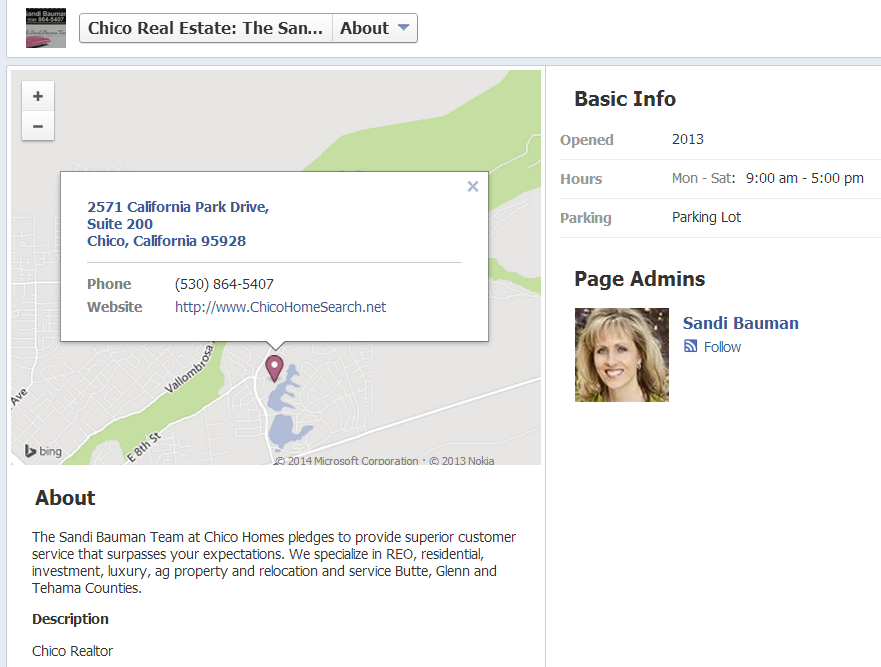 Sandi Bauman
(530) 864-5407
Chico Real Estate: The San...
About
+
−
2571 California Park Drive,
Suite 200
Chico, California 95928
Phone (530) 864-5407
Website http://www.ChicoHomeSearch.net
Vallombrosa
Ave
E 8th St
bing
© 2014 Microsoft Corporation · © 2013 Nokia
About
The Sandi Bauman Team at Chico Homes pledges to provide superior customer
service that surpasses your expectations. We specialize in REO, residential,
investment, luxury, ag property and relocation and service Butte, Glenn and
Tehama Counties.
Description
Chico Realtor
Basic Info
Opened 2013
Hours Mon - Sat: 9:00 am - 5:00 pm
Parking Parking Lot
Page Admins
Sandi Bauman
Follow